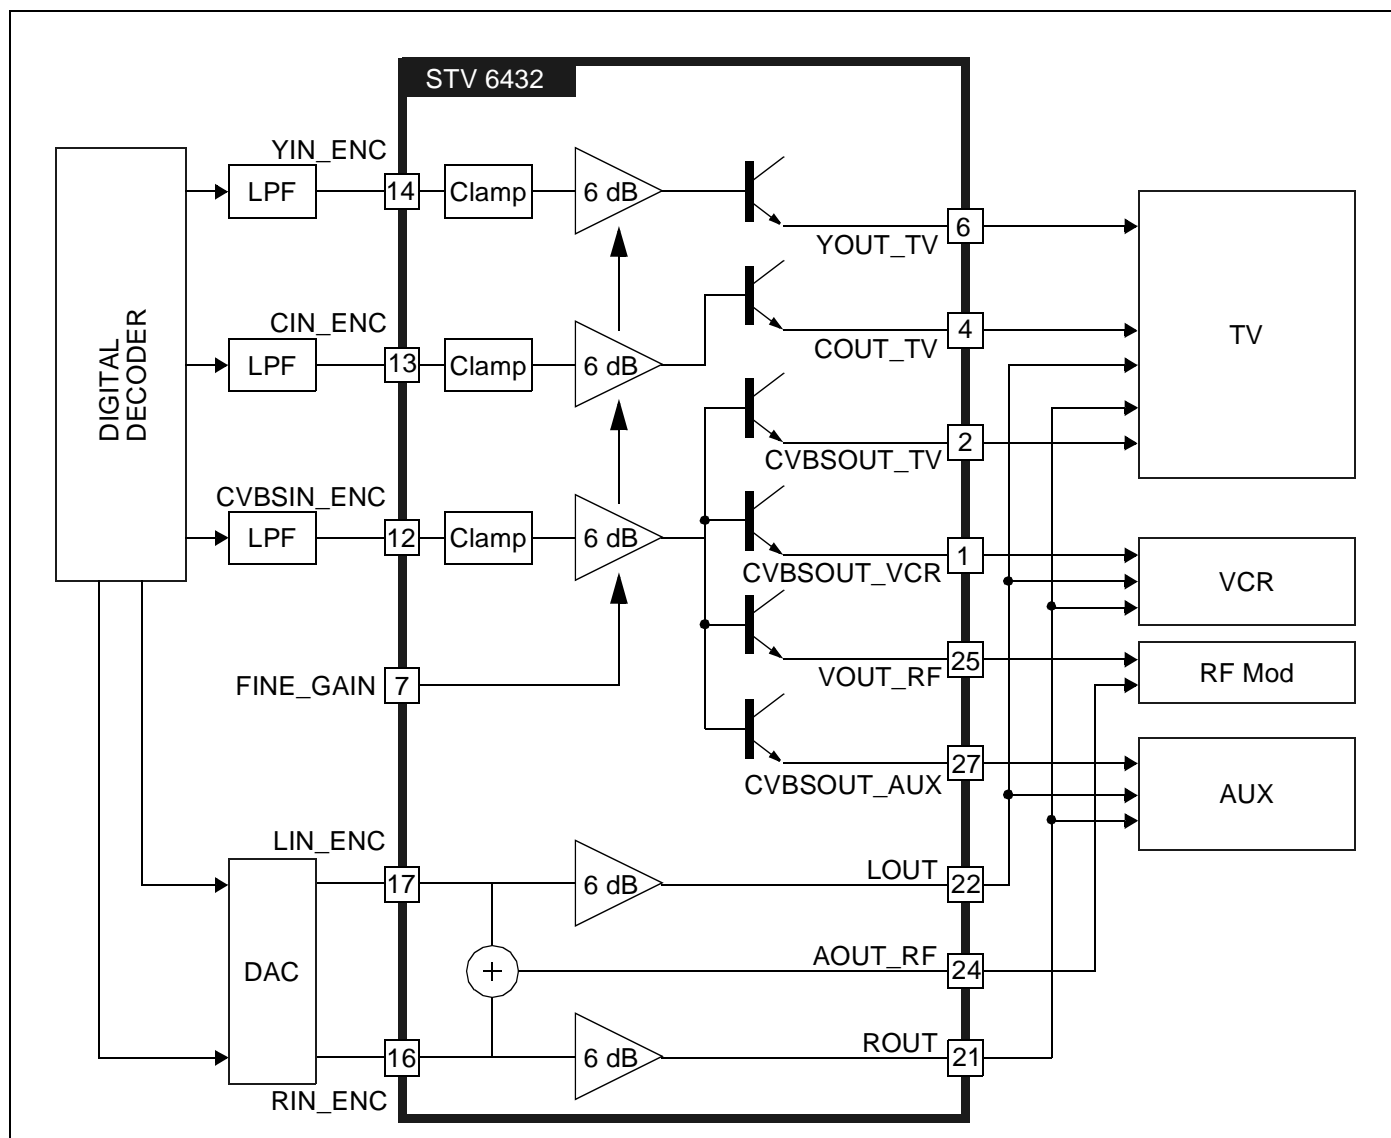 STV 6432
YIN_ENC
LPF
14
Clamp
6 dB
6
YOUT_TV
DIGITAL
DECODER
CIN_ENC
LPF
13
Clamp
6 dB
4
COUT_TV
TV
2
CVBSOUT_TV
CVBSIN_ENC
LPF
12
Clamp
6 dB
1
CVBSOUT_VCR
VCR
FINE_GAIN
7
25
VOUT_RF
RF Mod
27
CVBSOUT_AUX
AUX
LIN_ENC
17
6 dB
LOUT
22
DAC
+
AOUT_RF
24
RIN_ENC
16
6 dB
ROUT
21